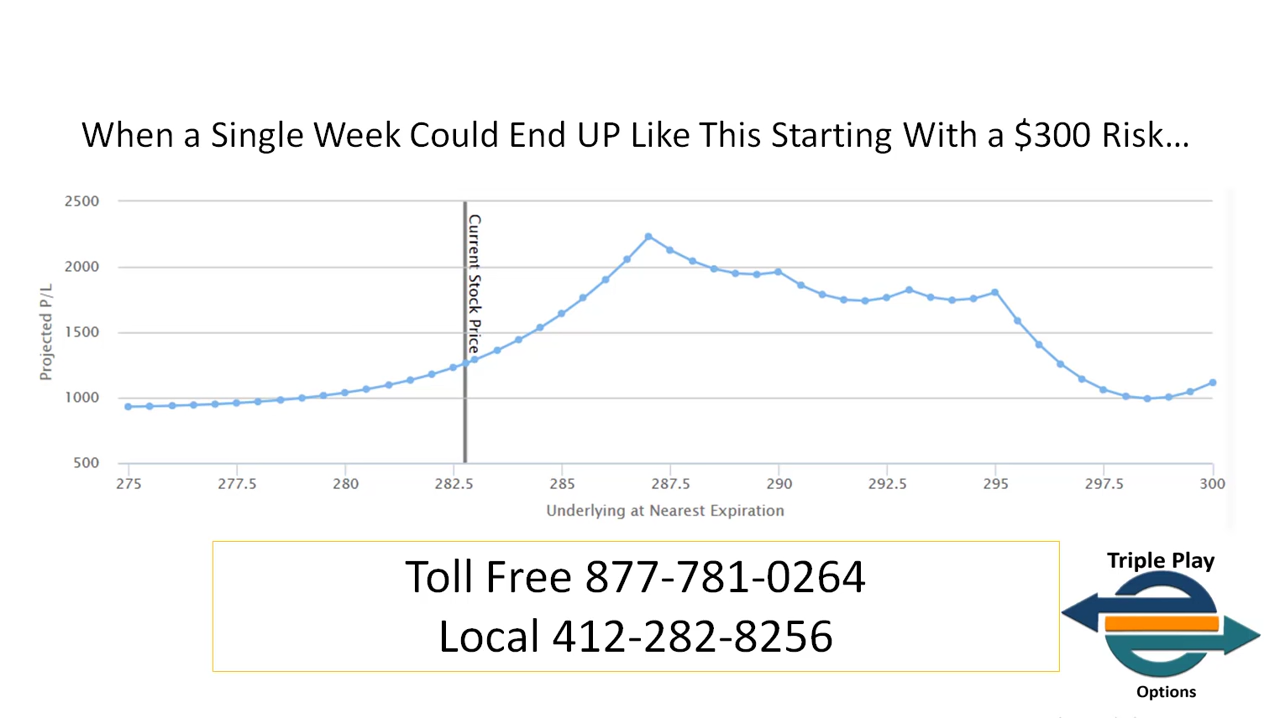 When a Single Week Could End UP Like This Starting With a $300 Risk...
2500
2000
1500
1000
500
Projected P/L
Current Stock Price
275
277.5
280
282.5
285
287.5
290
292.5
295
297.5
300
Underlying at Nearest Expiration
Toll Free 877-781-0264
Local 412-282-8256
Triple Play
Options